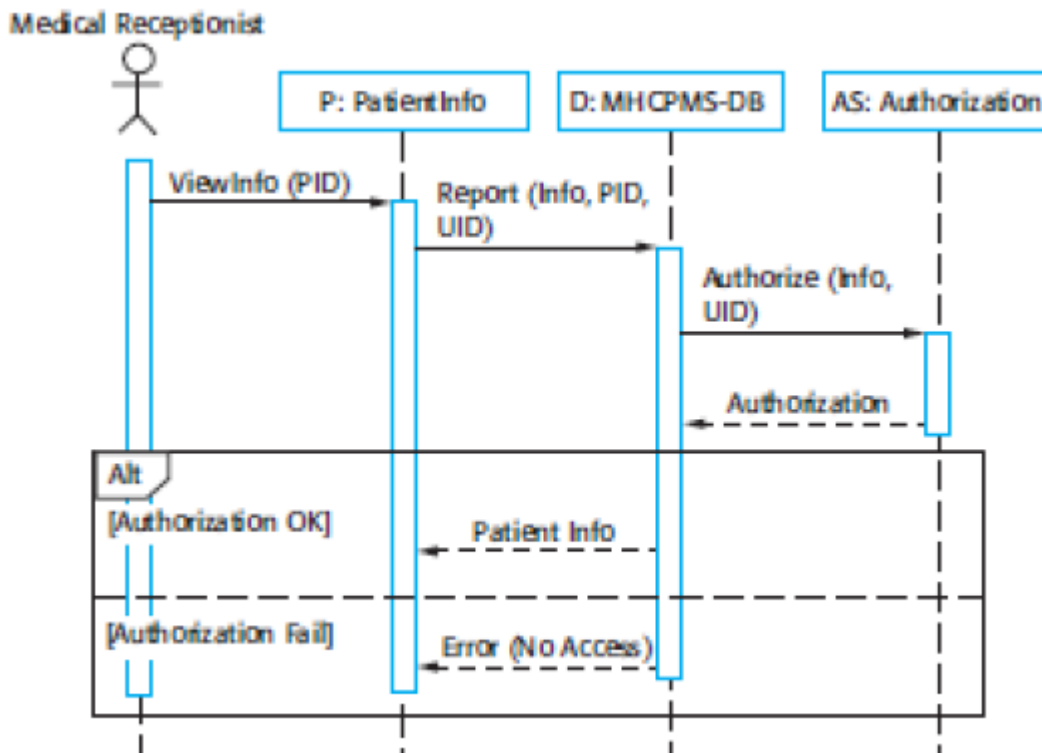 Medical Receptionist
P: PatientInfo
D: MHCPMS-DB
AS: Authorization
ViewInfo (PID)
Report (Info, PID,
UID)
Authorize (Info,
UID)
Authorization
Alt
[Authorization OK]
Patient Info
[Authorization Fail]
Error (No Access)